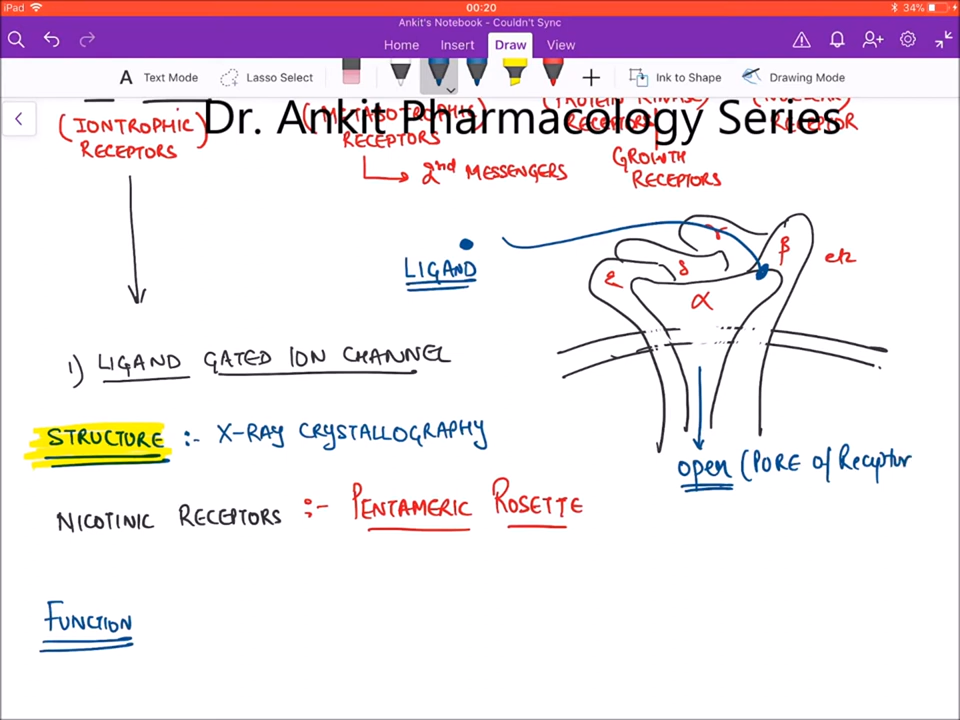 iPad
00:20
34%
Ankit's Notebook - Couldn't Sync
Home Insert Draw View
A Text Mode
Lasso Select
Ink to Shape
Drawing Mode
Dr. Ankit Pharmacology Series
(IONTROPHIC) RECEPTORS
RECEPTORS
2nd MESSENGERS
RECEPTORS
GROWTH
RECEPTORS
RECEPTOR
LIGAND
ε δ γ β
α
etc
1) LIGAND GATED ION CHANNEL
STRUCTURE :- X-RAY CRYSTALLOGRAPHY
open (PORE of Receptor
NICOTINIC RECEPTORS :- PENTAMERIC ROSETTE
FUNCTION